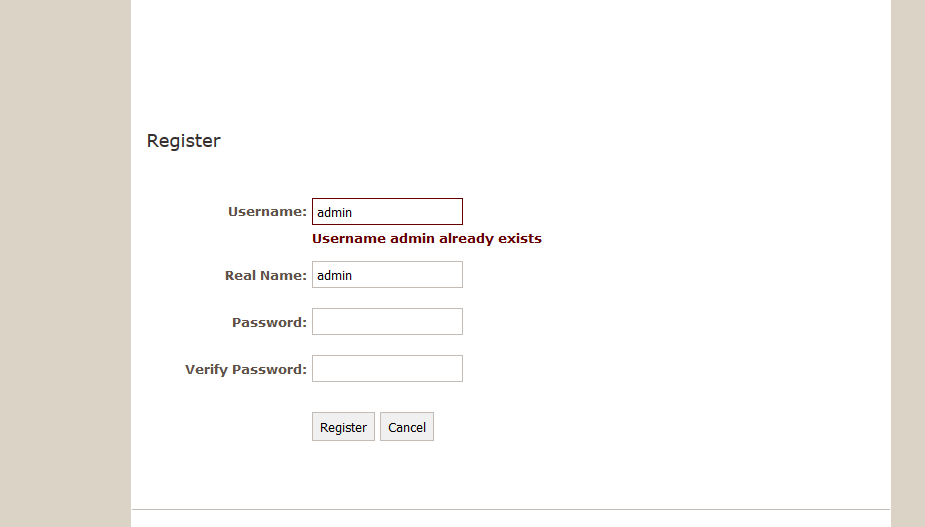 Register
Username: admin
Username admin already exists
Real Name: admin
Password:
Verify Password:
Register Cancel